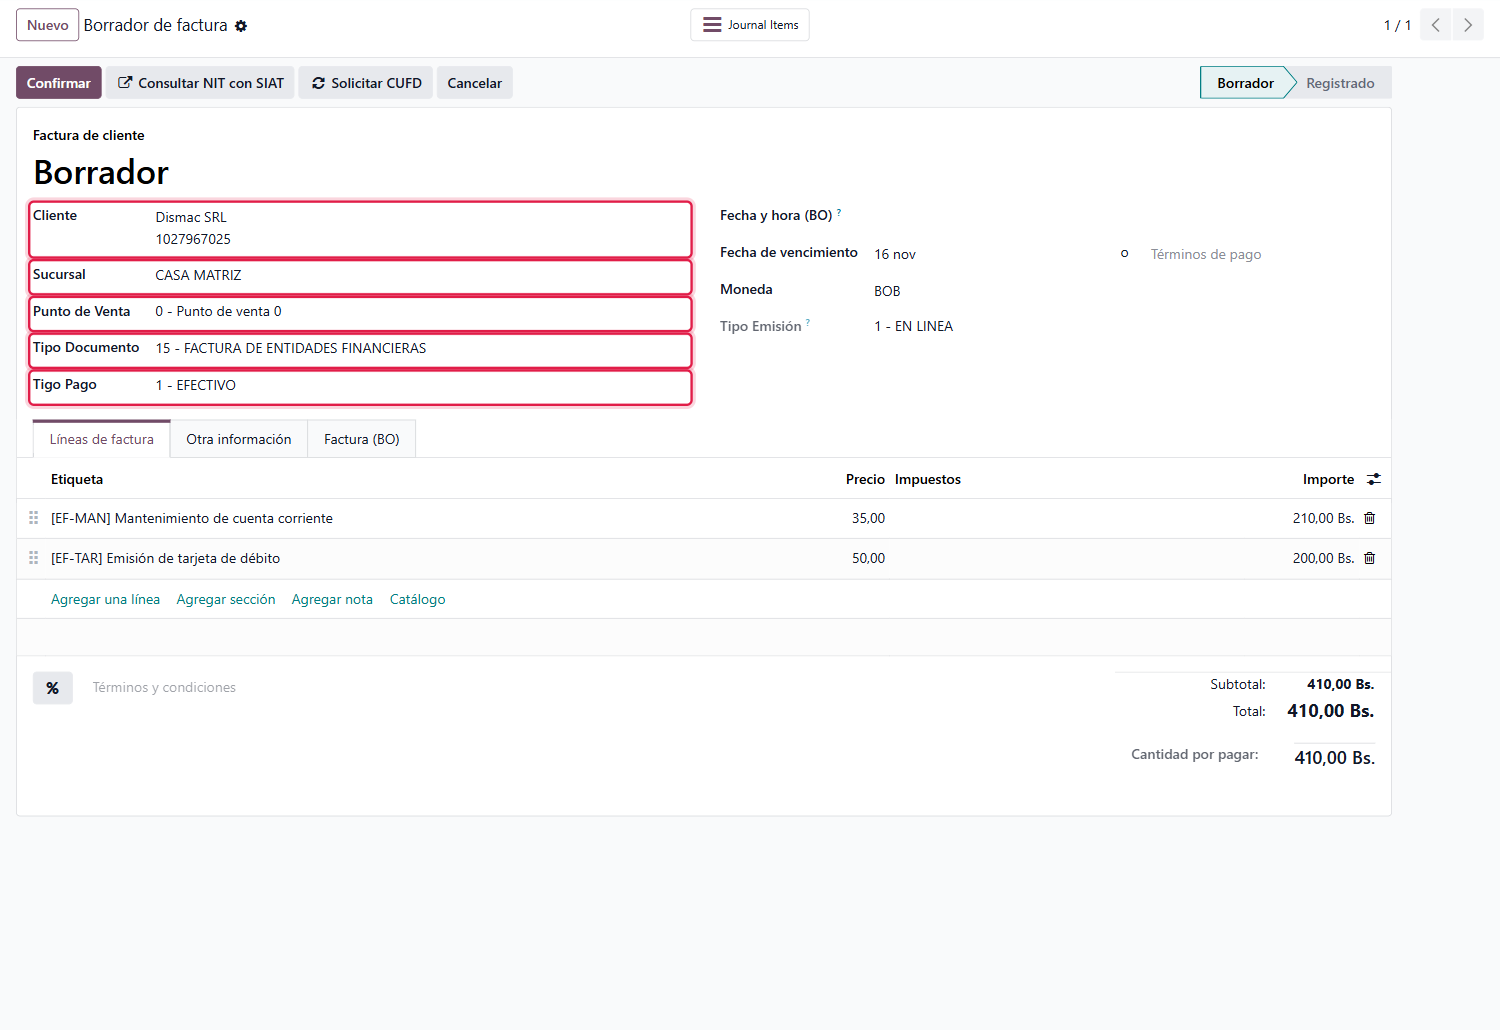 Nuevo Borrador de factura
Journal Items
1 / 1
Confirmar Consultar NIT con SIAT Solicitar CUFD Cancelar
Borrador Registrado
Factura de cliente
Borrador
Cliente Dismac SRL
1027967025
Sucursal CASA MATRIZ
Punto de Venta 0 - Punto de venta 0
Tipo Documento 15 - FACTURA DE ENTIDADES FINANCIERAS
Tigo Pago 1 - EFECTIVO
Fecha y hora (BO) ?
Fecha de vencimiento 16 nov o Términos de pago
Moneda BOB
Tipo Emisión ? 1 - EN LINEA
Líneas de factura Otra información Factura (BO)
Etiqueta Precio Impuestos Importe
[EF-MAN] Mantenimiento de cuenta corriente 35,00 210,00 Bs.
[EF-TAR] Emisión de tarjeta de débito 50,00 200,00 Bs.
Agregar una línea Agregar sección Agregar nota Catálogo
% Términos y condiciones
Subtotal: 410,00 Bs.
Total: 410,00 Bs.
Cantidad por pagar: 410,00 Bs.